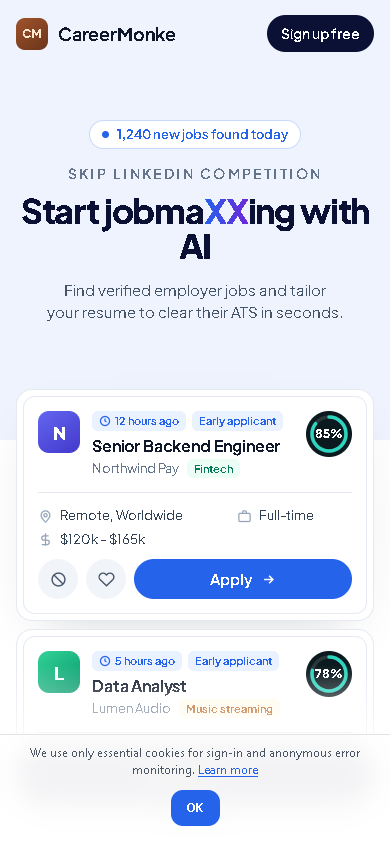 CM
CareerMonke
Sign up free
1,240 new jobs found today
SKIP LINKEDIN COMPETITION
Start jobmaXXing with
AI
Find verified employer jobs and tailor
your resume to clear their ATS in seconds.
N
12 hours ago
Early applicant
85%
Senior Backend Engineer
Northwind Pay
Fintech
Remote, Worldwide
Full-time
$120k - $165k
Apply →
L
5 hours ago
Early applicant
78%
Data Analyst
Lumen Audio
Music streaming
We use only essential cookies for sign-in and anonymous error
monitoring. Learn more
OK